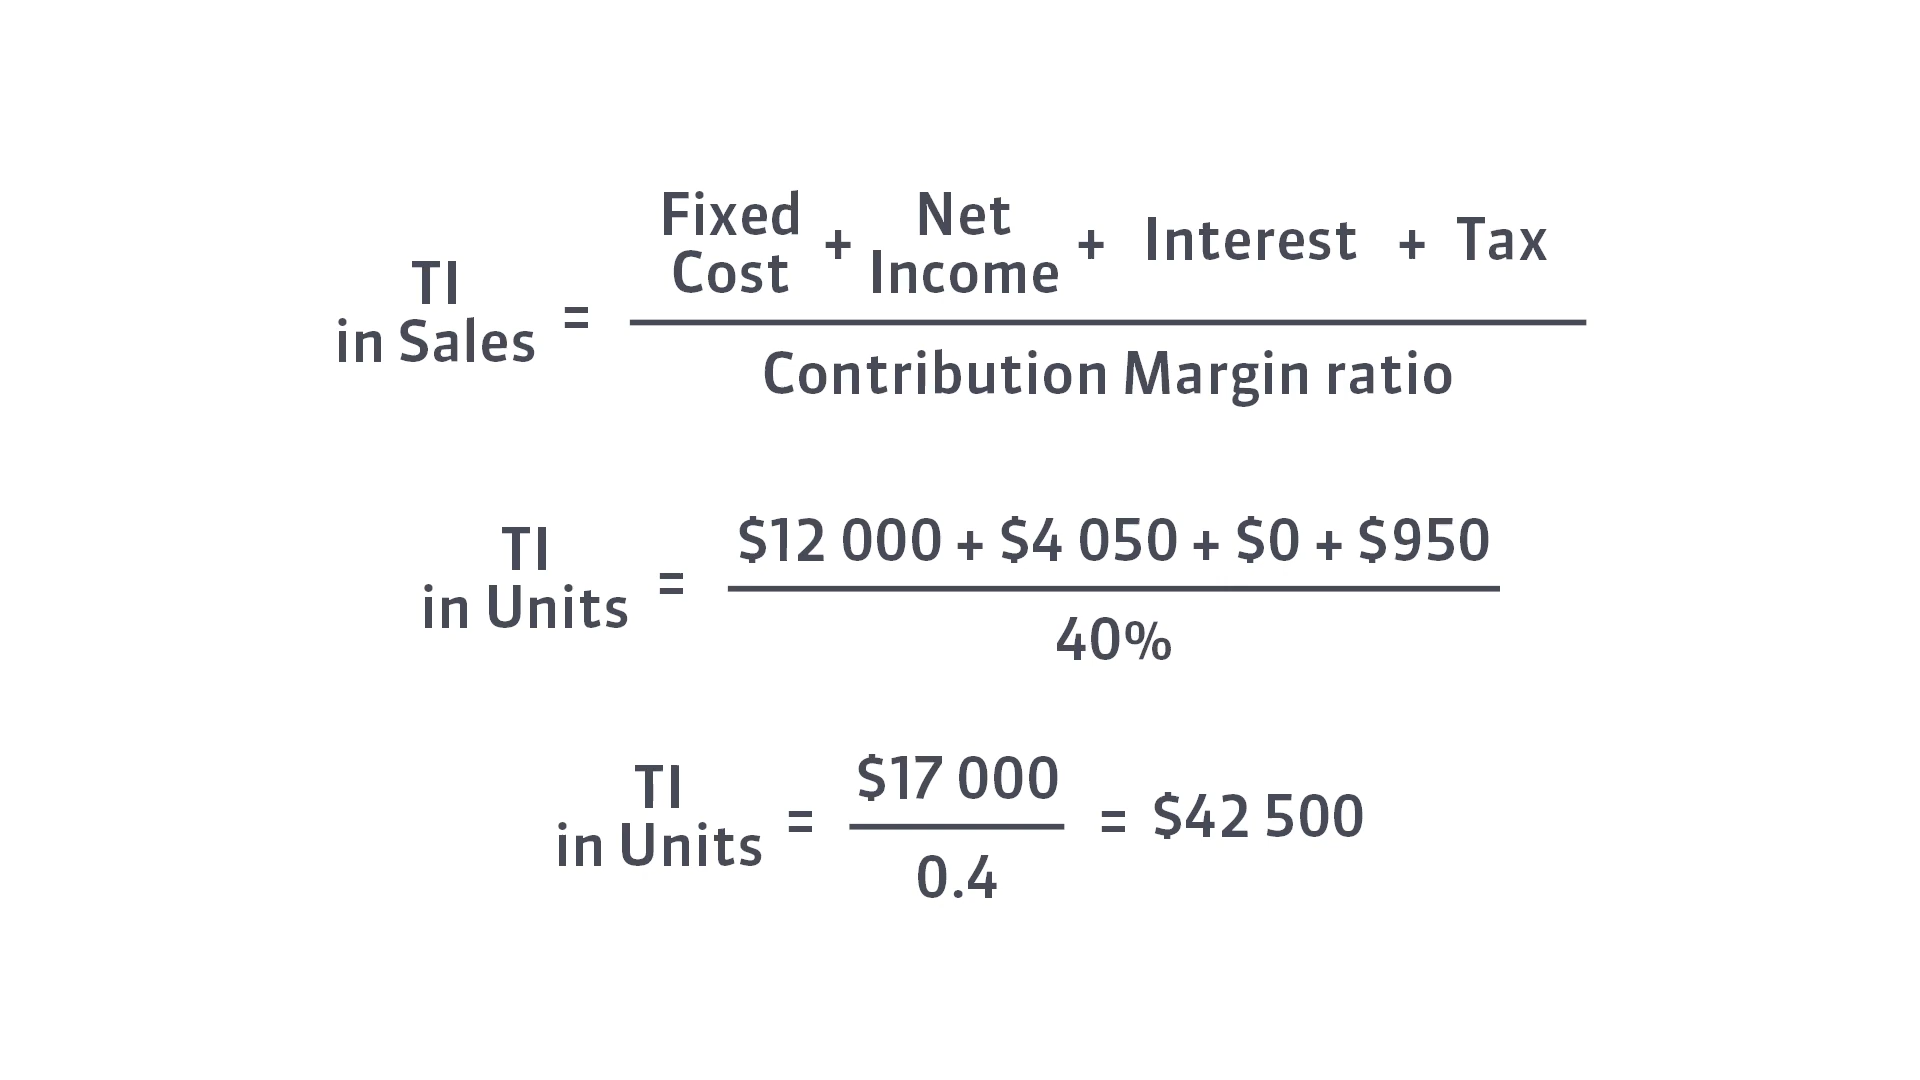 TI in Sales = Fixed Cost + Net Income + Interest + Tax
Contribution Margin ratio
TI in Units = $12 000 + $4 050 + $0 + $950
40%
TI in Units = $17 000
0.4
= $42 500